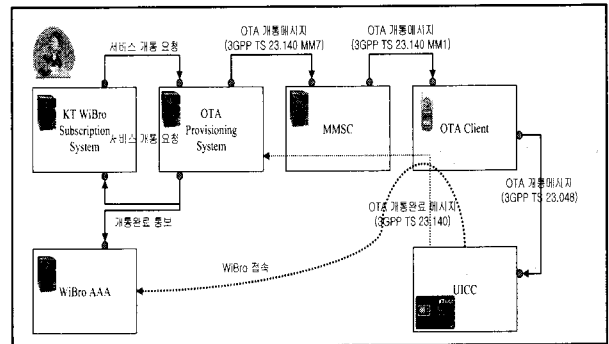 서비스 개통 요청
OTA 개통메시지
(3GPP TS 23.140 MM7)
OTA 개통메시지
(3GPP TS 23.140 MM1)
KT WiBro
Subscription
System
서비스 개통 요청
OTA
Provisioning
System
MMSC
OTA Client
OTA 개통메시지
(3GPP TS 23.048)
개통완료 통보
OTA 개통완료 메시지
(3GPP TS 23.140)
WiBro 접속
WiBro AAA
UICC